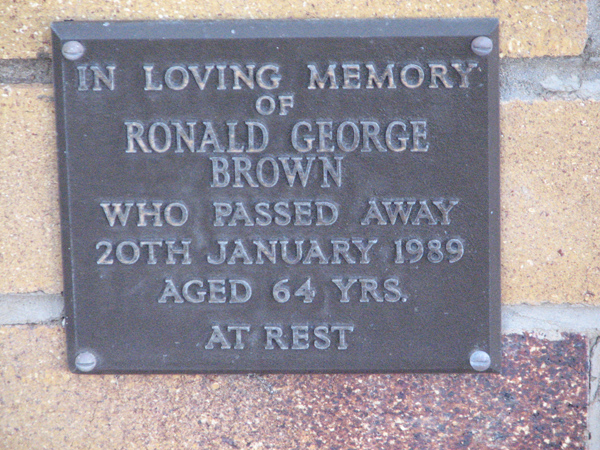 IN LOVING MEMORY
OF
RONALD GEORGE
BROWN
WHO PASSED AWAY
20TH JANUARY 1989
AGED 64 YRS.
AT REST